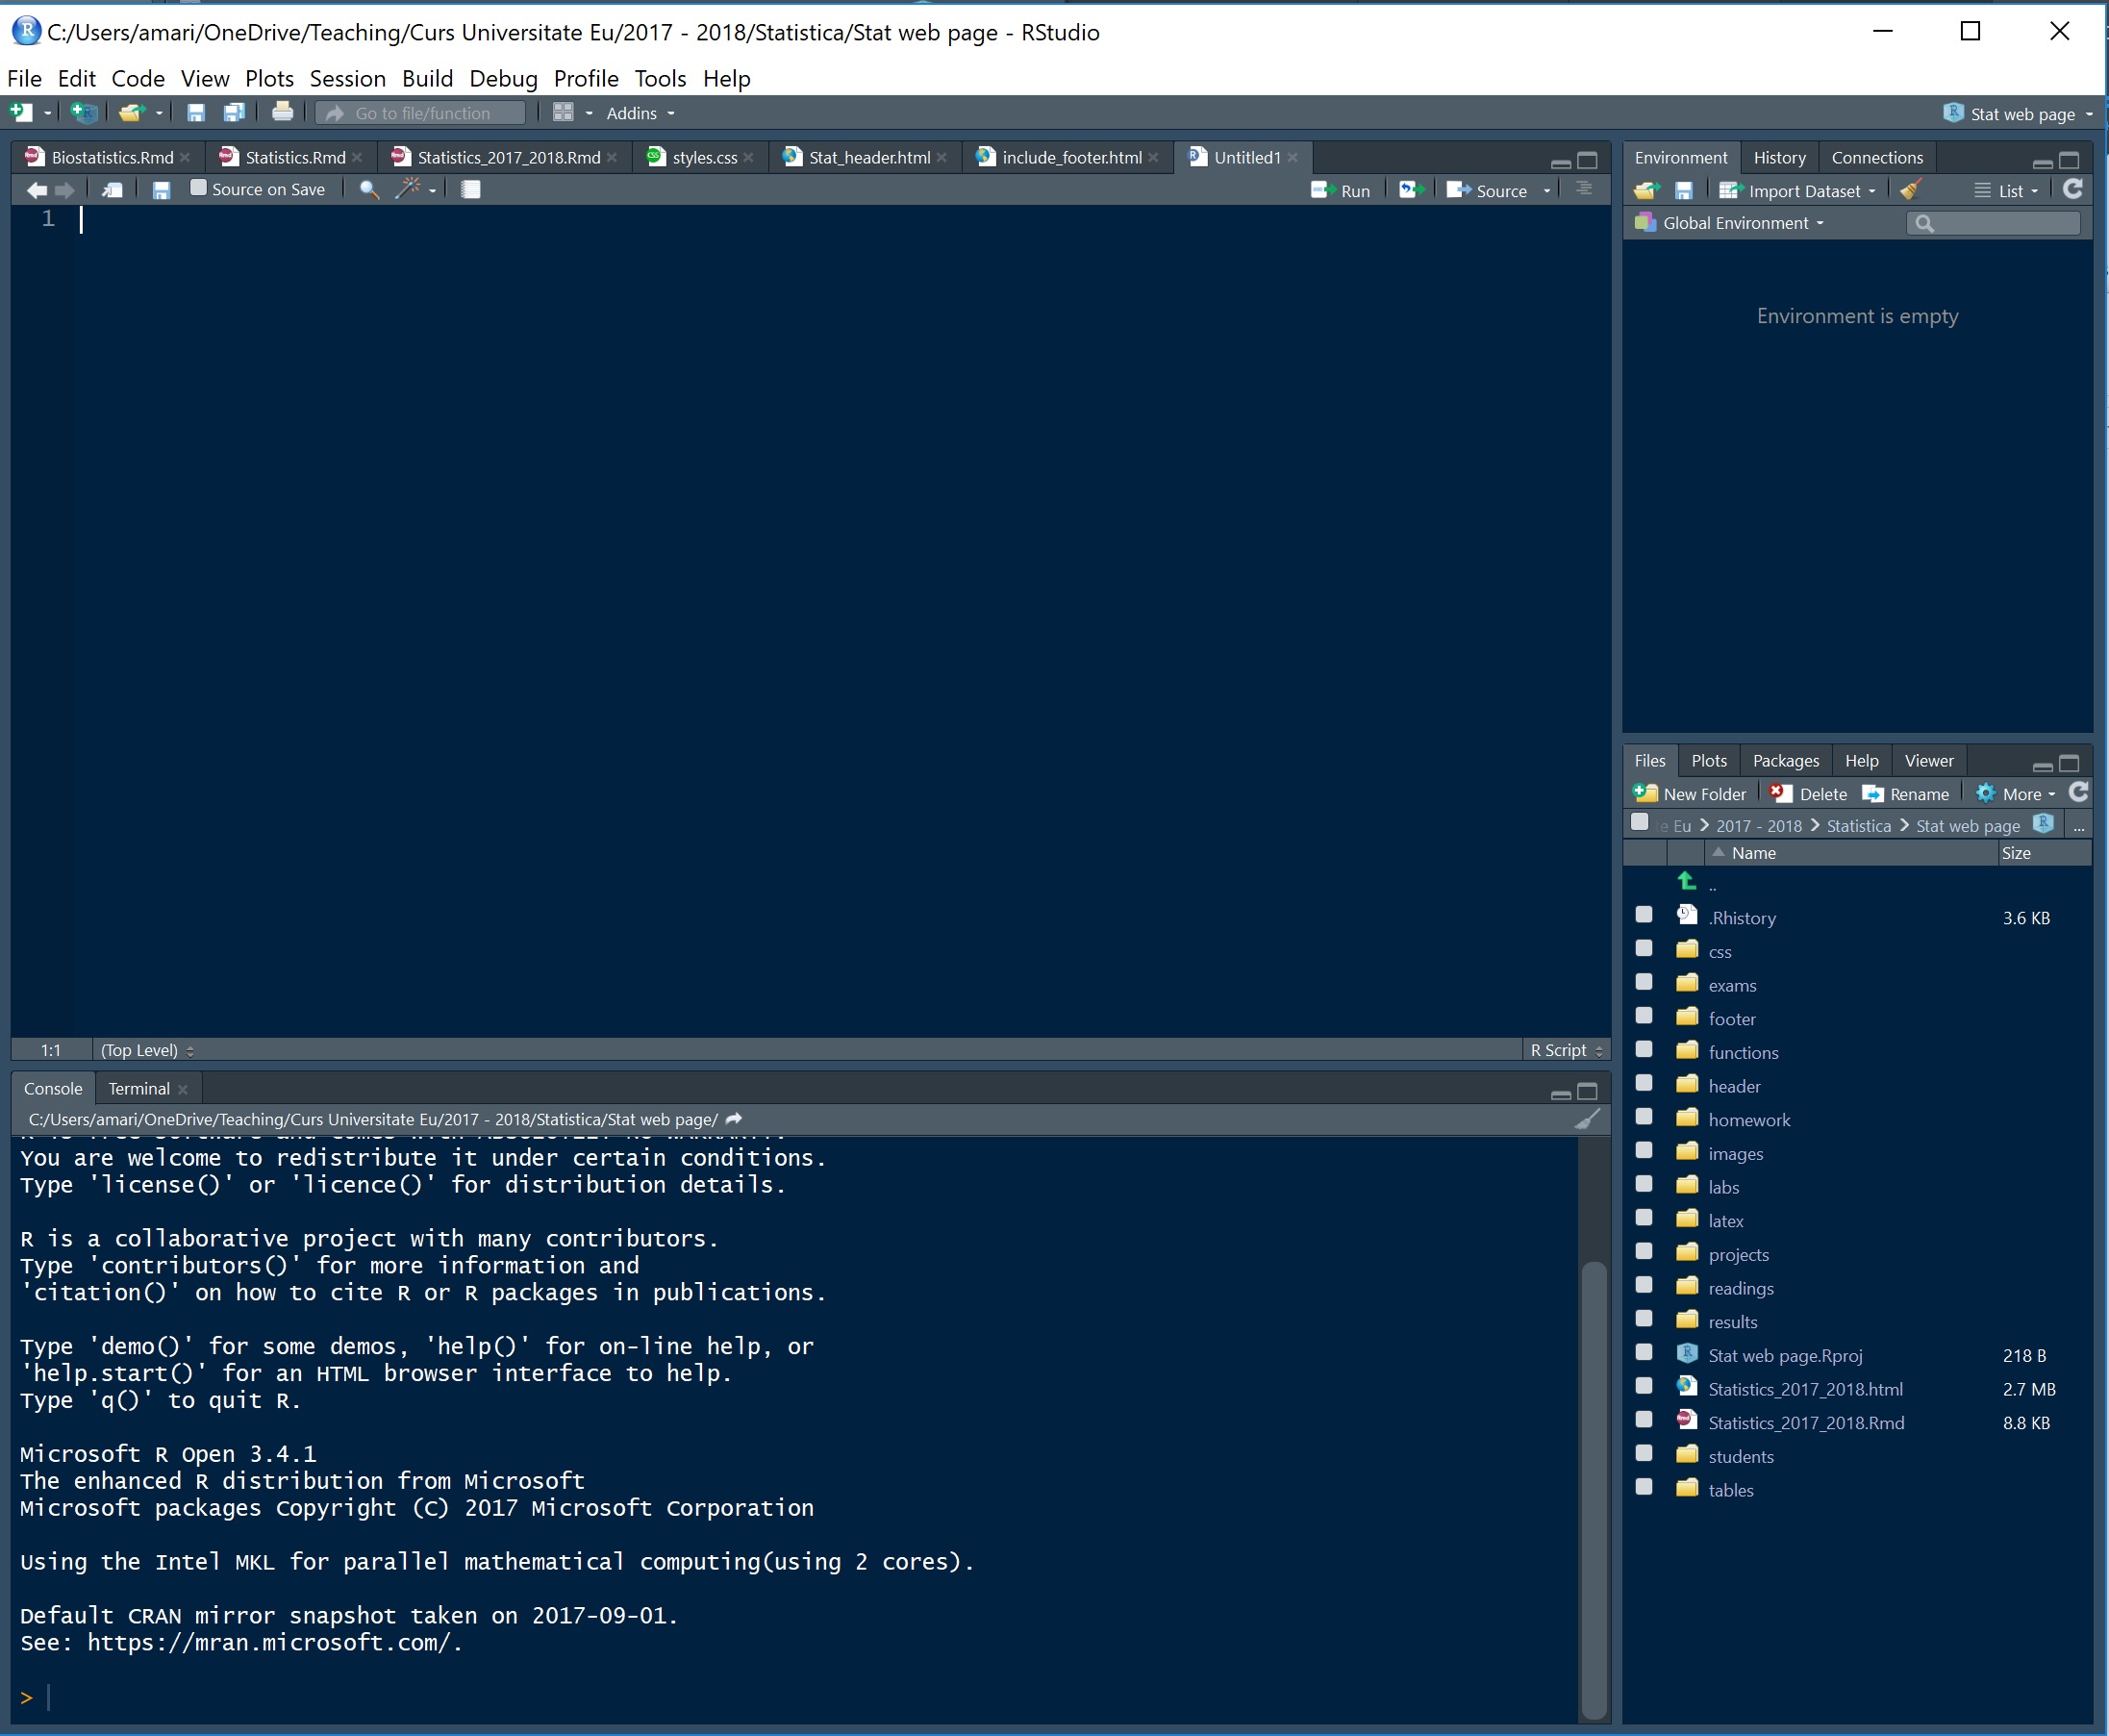 C:/Users/amari/OneDrive/Teaching/Curs Universitate Eu/2017 - 2018/Statistica/Stat web page - RStudio
File Edit Code View Plots Session Build Debug Profile Tools Help
Go to file/function Addins Stat web page
Biostatistics.Rmd Statistics.Rmd Statistics_2017_2018.Rmd styles.css Stat_header.html include_footer.html Untitled1
Source on Save Run Source
1
1:1 (Top Level) R Script
Console Terminal
C:/Users/amari/OneDrive/Teaching/Curs Universitate Eu/2017 - 2018/Statistica/Stat web page/
You are welcome to redistribute it under certain conditions.
Type 'license()' or 'licence()' for distribution details.
R is a collaborative project with many contributors.
Type 'contributors()' for more information and
'citation()' on how to cite R or R packages in publications.
Type 'demo()' for some demos, 'help()' for on-line help, or
'help.start()' for an HTML browser interface to help.
Type 'q()' to quit R.
Microsoft R Open 3.4.1
The enhanced R distribution from Microsoft
Microsoft packages Copyright (C) 2017 Microsoft Corporation
Using the Intel MKL for parallel mathematical computing(using 2 cores).
Default CRAN mirror snapshot taken on 2017-09-01.
See: https://mran.microsoft.com/.
>
Environment History Connections
Import Dataset List
Global Environment
Environment is empty
Files Plots Packages Help Viewer
New Folder Delete Rename More
Eu > 2017 - 2018 > Statistica > Stat web page ...
Name Size
..
.Rhistory 3.6 KB
css
exams
footer
functions
header
homework
images
labs
latex
projects
readings
results
Stat web page.Rproj 218 B
Statistics_2017_2018.html 2.7 MB
Statistics_2017_2018.Rmd 8.8 KB
students
tables